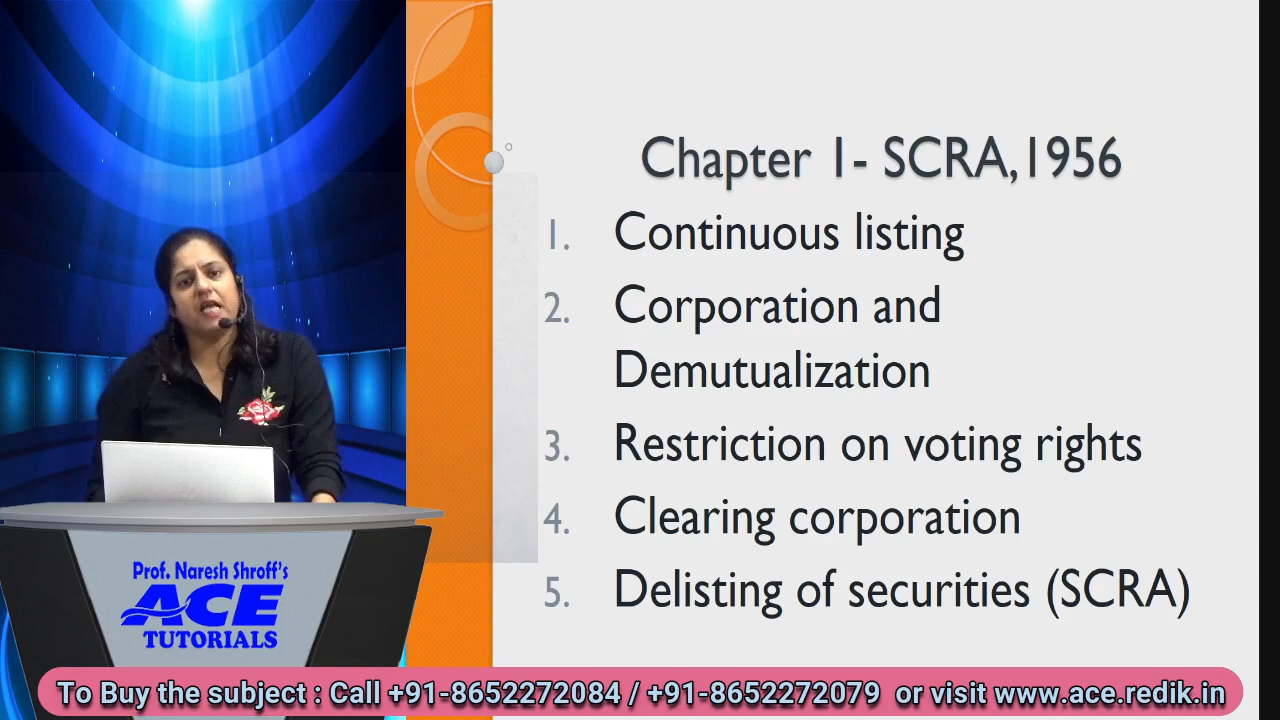 Chapter 1- SCRA,1956
1. Continuous listing
2. Corporation and
Demutualization
3. Restriction on voting rights
4. Clearing corporation
5. Delisting of securities (SCRA)
Prof. Naresh Shroff's
ACE
TUTORIALS
To Buy the subject : Call +91-8652272084 / +91-8652272079 or visit www.ace.redik.in